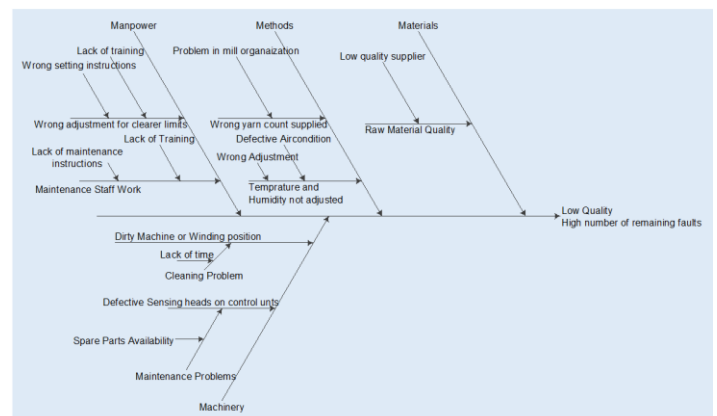 Manpower
Methods
Materials
Lack of training
Wrong setting instructions
Problem in mill organaization
Low quality supplier
Wrong adjustment for clearer limits
Wrong yarn count supplied
Raw Material Quality
Lack of Training
Defective Aircondition
Lack of maintenance
instructions
Wrong Adjustment
Maintenance Staff Work
Temprature and
Humidity not adjusted
Low Quality
High number of remaining faults
Dirty Machine or Winding position
Lack of time
Cleaning Problem
Defective Sensing heads on control unts
Spare Parts Availability
Maintenance Problems
Machinery